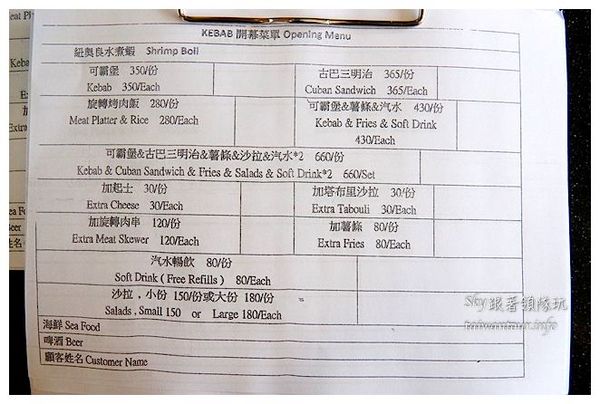 KEBAB 開幕菜單 Opening Menu
紐奧良水煮蝦 Shrimp Boil
可霸堡 350/份
Kebab 350/Each
古巴三明治 365/份
Cuban Sandwich 365/Each
旋轉烤肉飯 280/份
Meat Platter & Rice 280/Each
可霸堡&薯條&汽水 430/份
Kebab & Fries & Soft Drink
430/Each
可霸堡&古巴三明治&薯條&沙拉&汽水*2 660/份
Kebab & Cuban Sandwich & Fries & Salads & Soft Drink*2 660/Set
加起士 30/份
Extra Cheese 30/Each
加塔布里沙拉 30/份
Extra Tabouli 30/Each
加旋轉肉串 120/份
Extra Meat Skewer 120/Each
加薯條 80/份
Extra Fries 80/Each
汽水暢飲 80/份
Soft Drink ( Free Refills ) 80/Each
沙拉，小份 150/份或大份 180/份
Salads , Small 150 or Large 180/Each
海鮮 Sea Food
啤酒 Beer
顧客姓名 Customer Name
Sky 跟著領隊玩
taiwantour.info